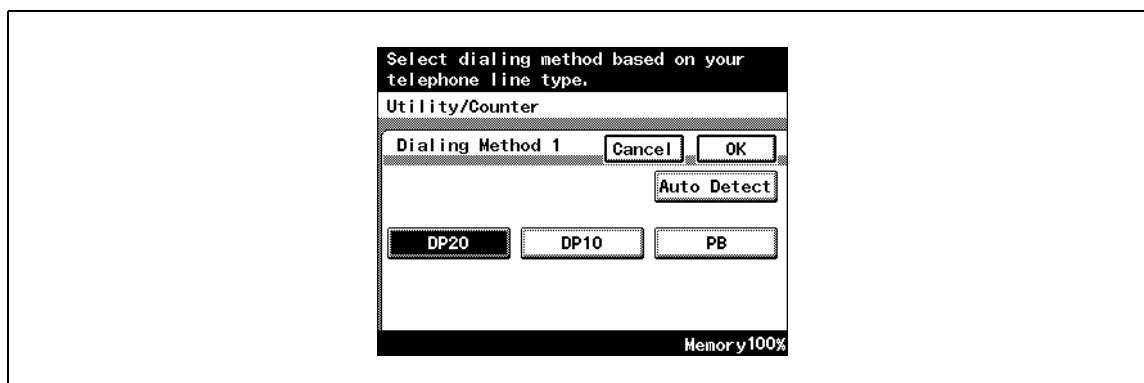 Select dialing method based on your
telephone line type.
Utility/Counter
Dialing Method 1 Cancel OK
Auto Detect
DP20 DP10 PB
Memory100%